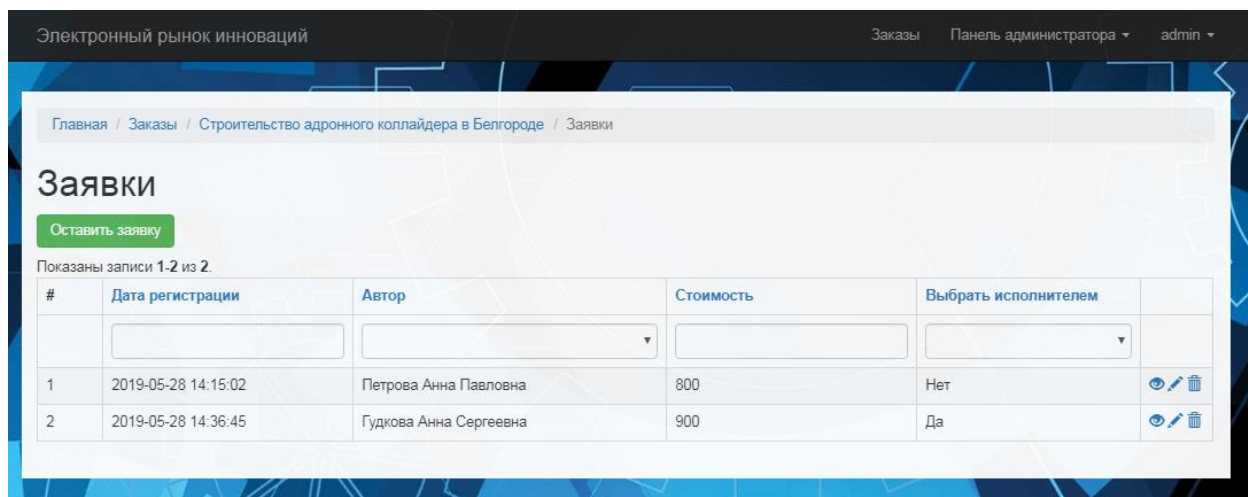 Электронный рынок инноваций Заказы Панель администратора admin
Главная / Заказы / Строительство адронного коллайдера в Белгороде / Заявки
Заявки
Оставить заявку
Показаны записи 1-2 из 2.
# Дата регистрации Автор Стоимость Выбрать исполнителем
1 2019-05-28 14:15:02 Петрова Анна Павловна 800 Нет
2 2019-05-28 14:36:45 Гудкова Анна Сергеевна 900 Да